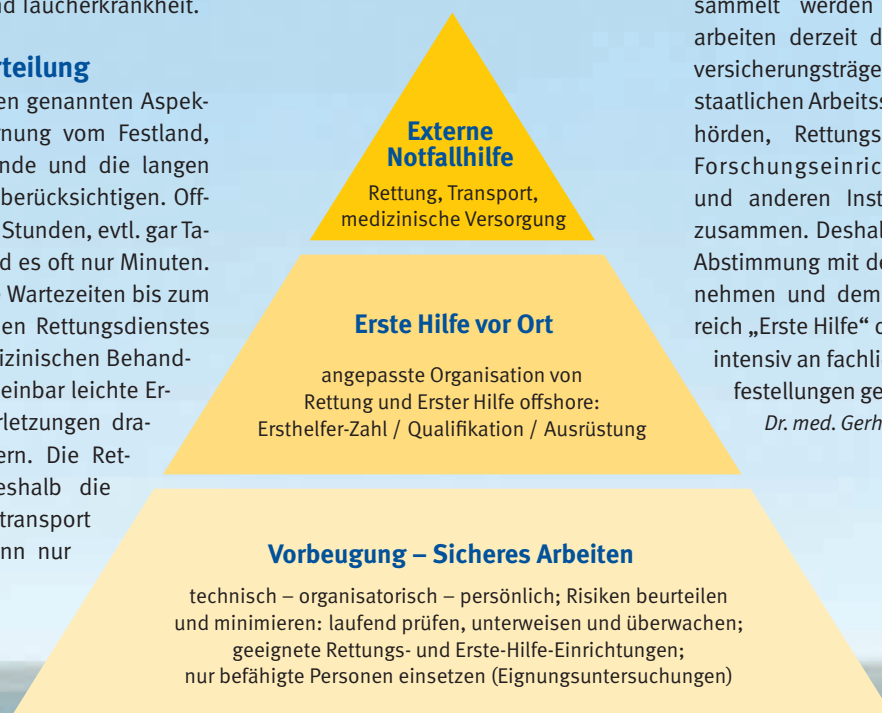 nd Taucherkrankheit.
rteilung
en genannten Aspek-
rnung vom Festland,
nde und die langen
berücksichtigen. Off-
Stunden, evtl. gar Ta-
d es oft nur Minuten.
Wartezeiten bis zum
en Rettungsdienstes
dizinischen Behand-
einbar leichte Er-
rletzungen dra-
ern. Die Ret-
eshalb die
transport
nn nur
Externe
Notfallhilfe
Rettung, Transport,
medizinische Versorgung
Erste Hilfe vor Ort
angepasste Organisation von
Rettung und Erster Hilfe offshore:
Ersthelfer-Zahl / Qualifikation / Ausrüstung
Vorbeugung – Sicheres Arbeiten
technisch – organisatorisch – persönlich; Risiken beurteilen
und minimieren: laufend prüfen, unterweisen und überwachen;
geeignete Rettungs- und Erste-Hilfe-Einrichtungen;
nur befähigte Personen einsetzen (Eignungsuntersuchungen)
sammelt werden
arbeiten derzeit d
versicherungsträge
staatlichen Arbeitss
hörden, Rettungs
Forschungseinric
und anderen Inst
zusammen. Deshal
Abstimmung mit de
nehmen und dem
reich „Erste Hilfe“ d
intensiv an fachli
festellungen ge
Dr. med. Gerh